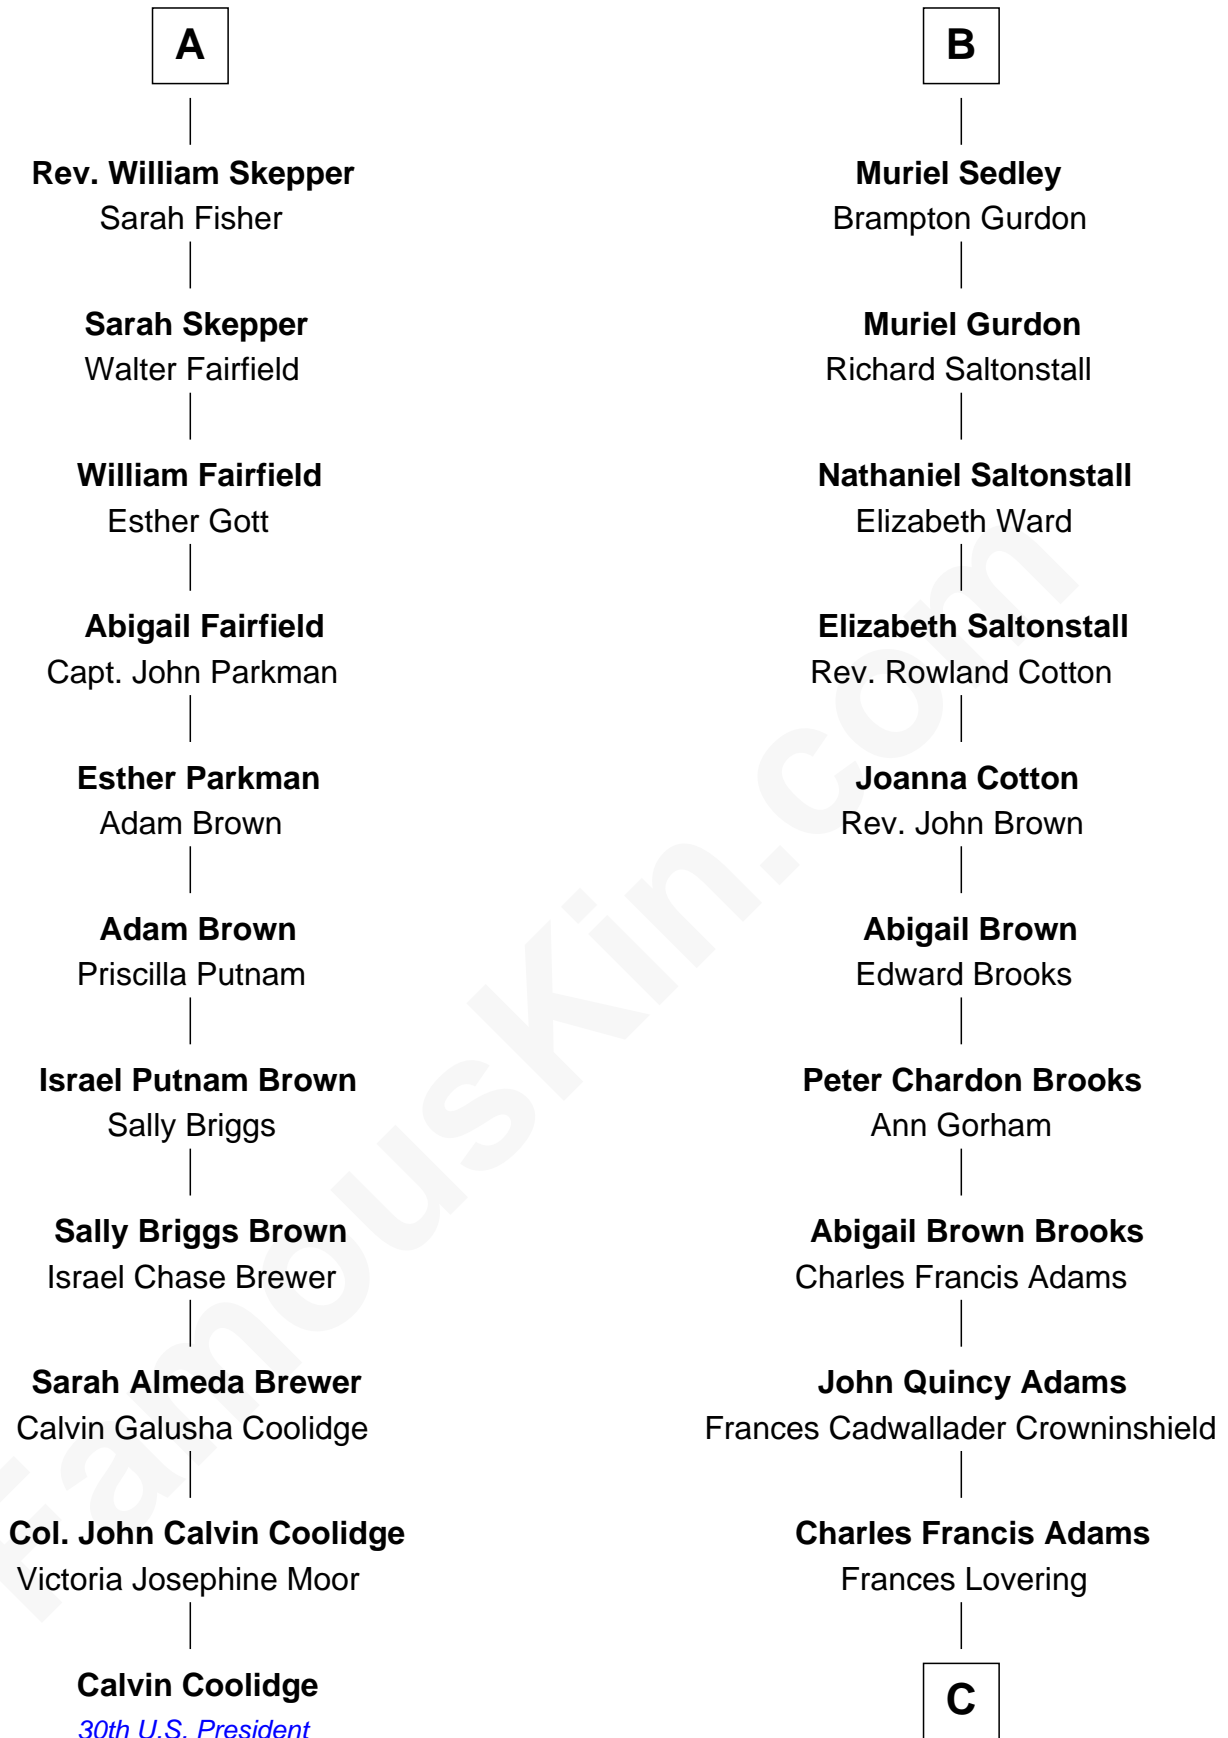 A
Rev. William Skepper
Sarah Fisher
Sarah Skepper
Walter Fairfield
William Fairfield
Esther Gott
Abigail Fairfield
Capt. John Parkman
Esther Parkman
Adam Brown
Adam Brown
Priscilla Putnam
Israel Putnam Brown
Sally Briggs
Sally Briggs Brown
Israel Chase Brewer
Sarah Almeda Brewer
Calvin Galusha Coolidge
Col. John Calvin Coolidge
Victoria Josephine Moor
Calvin Coolidge
30th U.S. President
B
Muriel Sedley
Brampton Gurdon
Muriel Gurdon
Richard Saltonstall
Nathaniel Saltonstall
Elizabeth Ward
Elizabeth Saltonstall
Rev. Rowland Cotton
Joanna Cotton
Rev. John Brown
Abigail Brown
Edward Brooks
Peter Chardon Brooks
Ann Gorham
Abigail Brown Brooks
Charles Francis Adams
John Quincy Adams
Frances Cadwallader Crowninshield
Charles Francis Adams
Frances Lovering
C
FamousKin.com